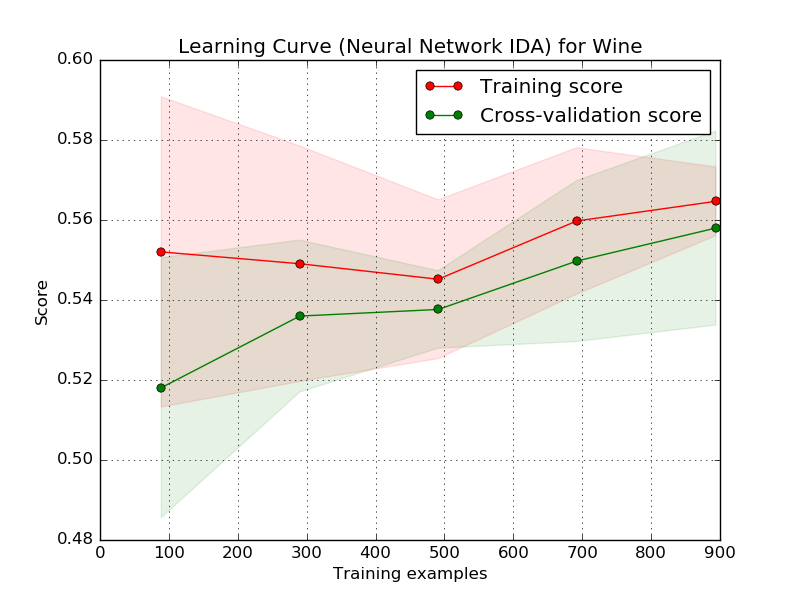 Learning Curve (Neural Network IDA) for Wine
Training score
Cross-validation score
0.60
0.58
0.56
0.54
0.52
0.50
0.48
Score
0 100 200 300 400 500 600 700 800 900
Training examples